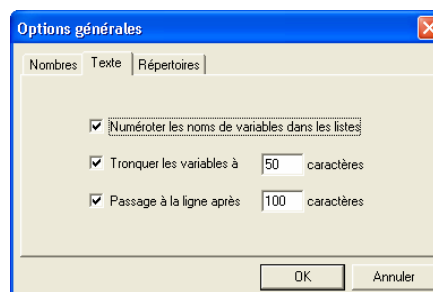 Options générales
Nombres Texte Répertoires
Numéroter les noms de variables dans les listes
Tronquer les variables à 50 caractères
Passage à la ligne après 100 caractères
OK Annuler